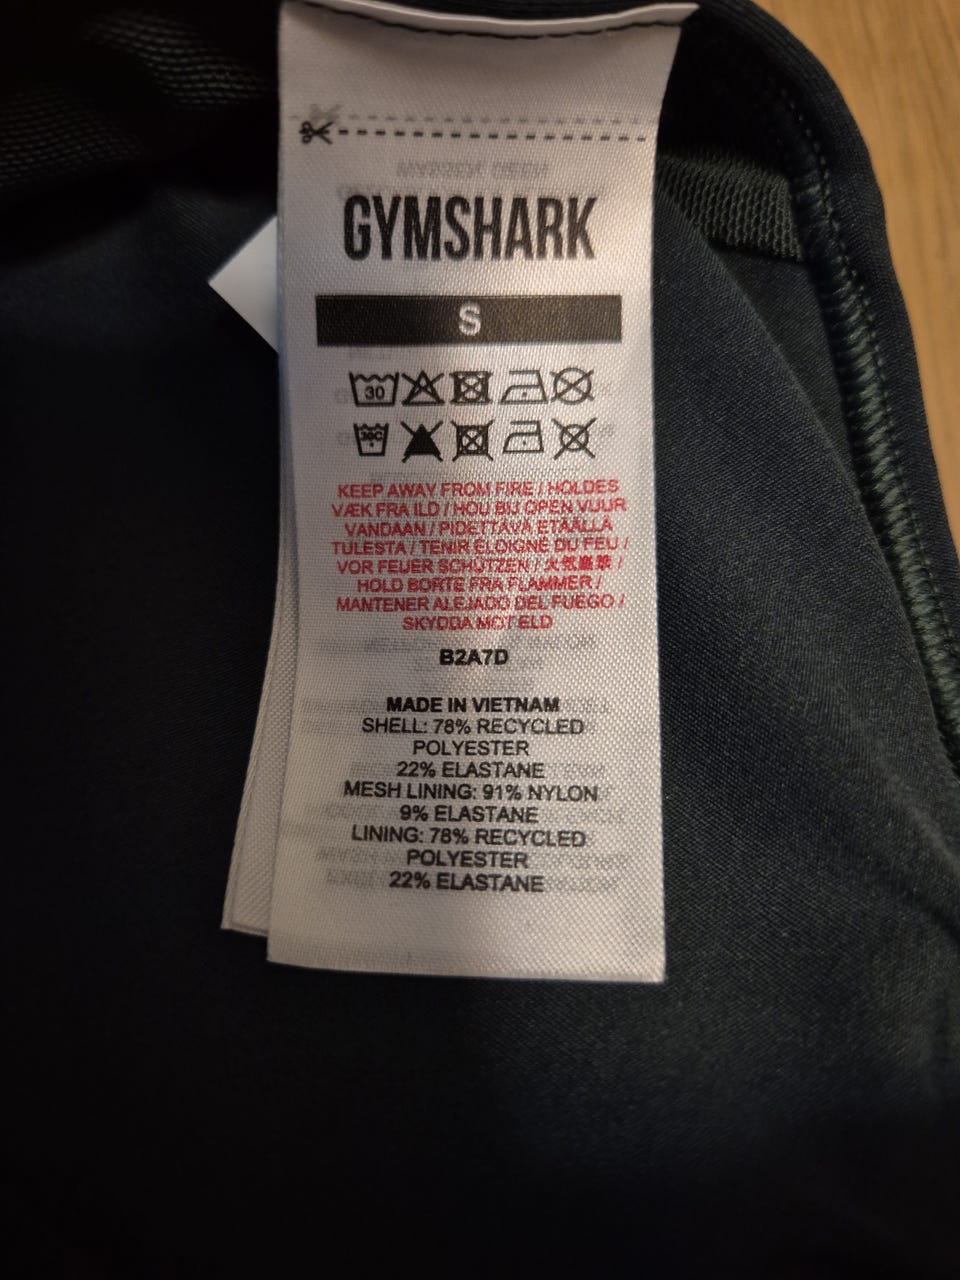 GYMSHARK
S
30
30C
KEEP AWAY FROM FIRE / HOLDES
VÆK FRA ILD / HOU BIJ OPEN VUUR
VANDAAN / PIDETTÄVÄ ETÄÄLLÄ
TULESTA / TENIR ÉLOIGNÉ DU FEU /
VOR FEUER SCHÜTZEN / 火気厳禁 /
HOLD BORTE FRA FLAMMER /
MANTENER ALEJADO DEL FUEGO /
SKYDDA MOT ELD
B2A7D
MADE IN VIETNAM
SHELL: 78% RECYCLED
POLYESTER
22% ELASTANE
MESH LINING: 91% NYLON
9% ELASTANE
LINING: 78% RECYCLED
POLYESTER
22% ELASTANE